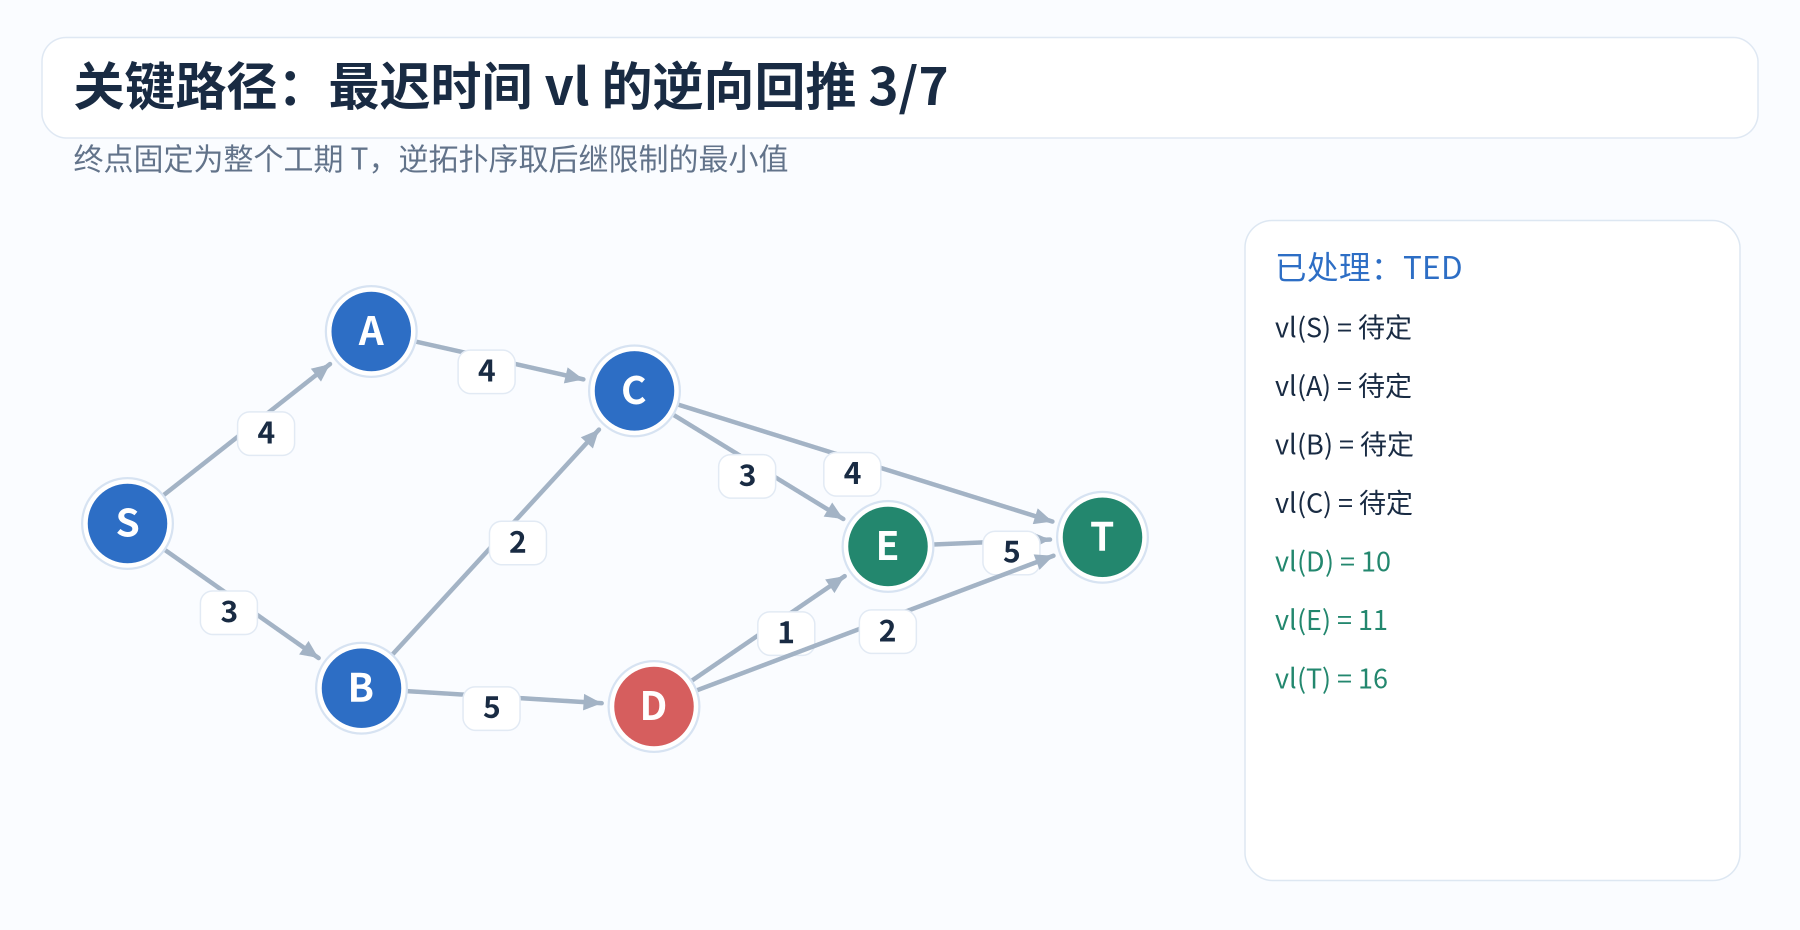 关键路径：最迟时间 vl 的逆向回推 3/7
终点固定为整个工期 T，逆拓扑序取后继限制的最小值
已处理：TED
vl(S) = 待定
vl(A) = 待定
vl(B) = 待定
vl(C) = 待定
vl(D) = 10
vl(E) = 11
vl(T) = 16
A
4
C
4
3
4
S
2
E
5
T
3
1
2
B
5
D